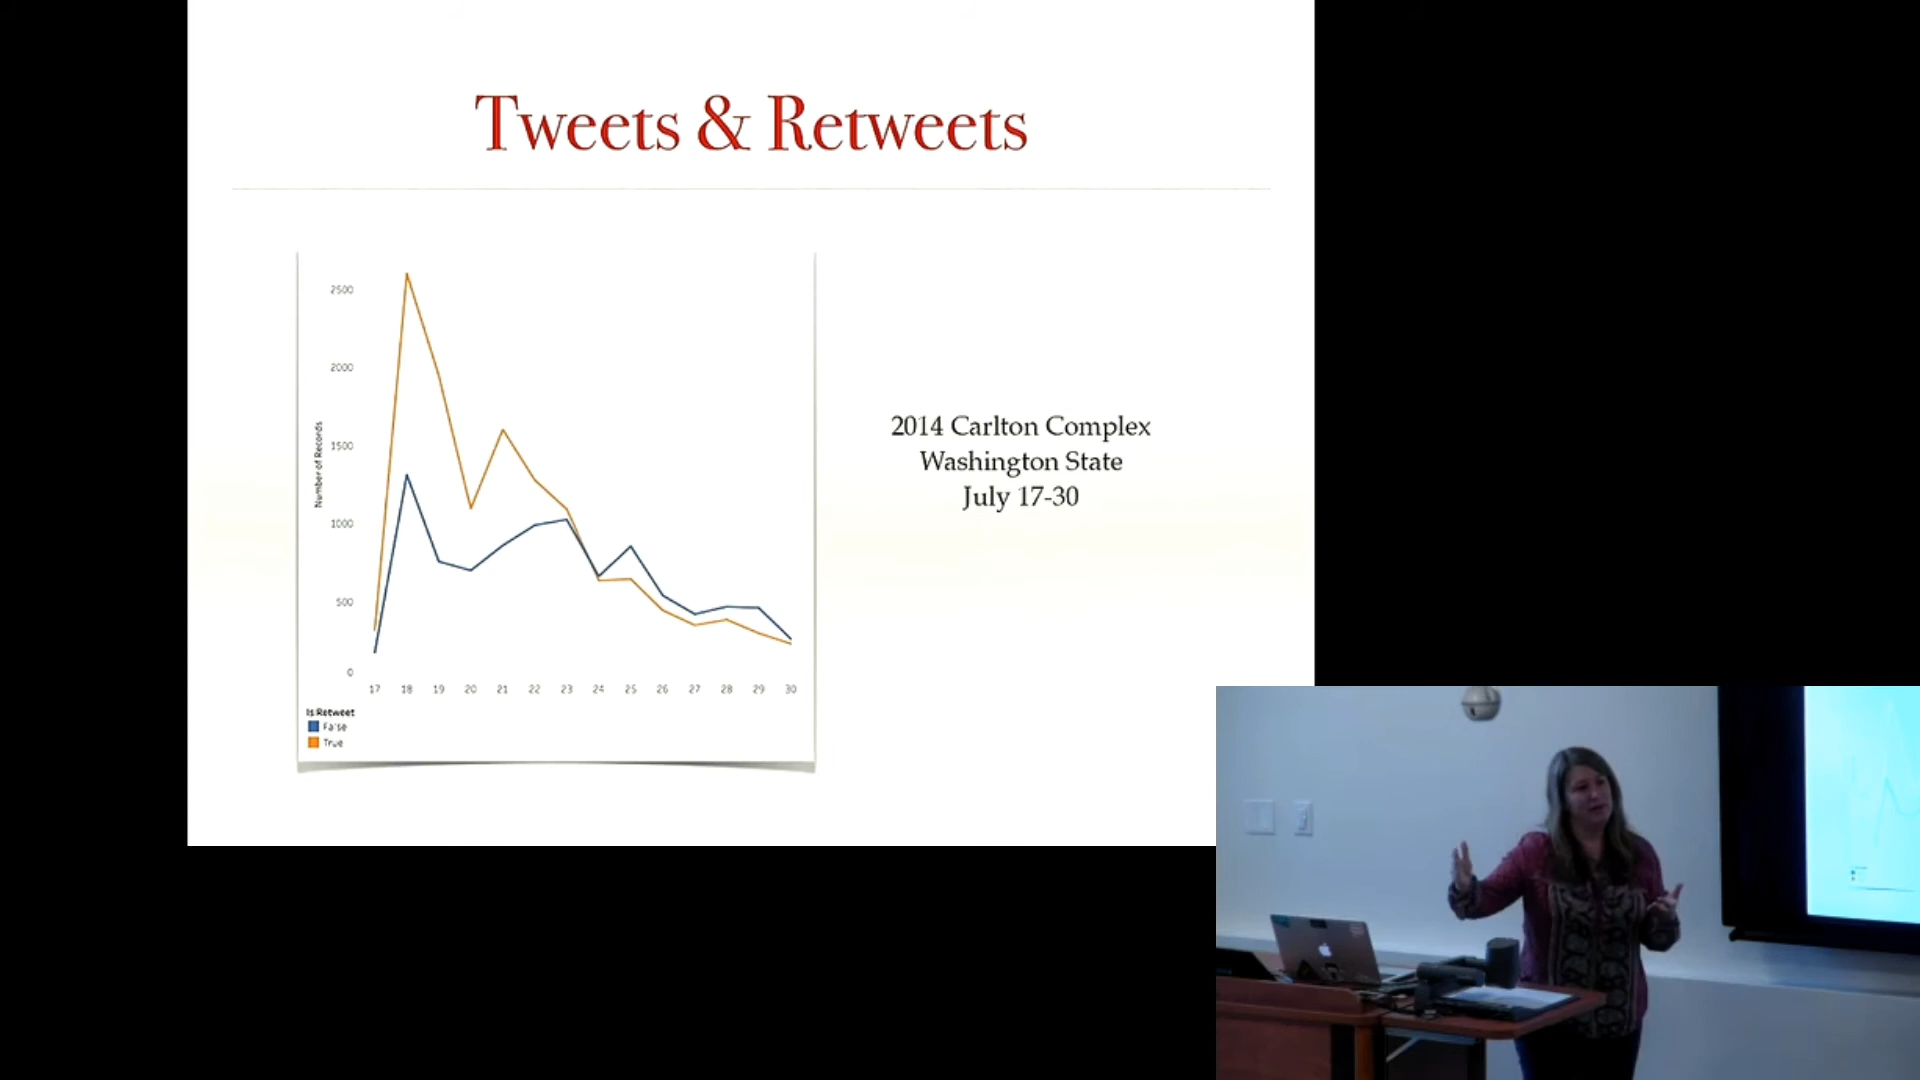 Tweets & Retweets
2500
2000
1500
1000
500
0
Number of Records
17 18 19 20 21 22 23 24 25 26 27 28 29 30
Is Retweet
False
True
2014 Carlton Complex
Washington State
July 17-30